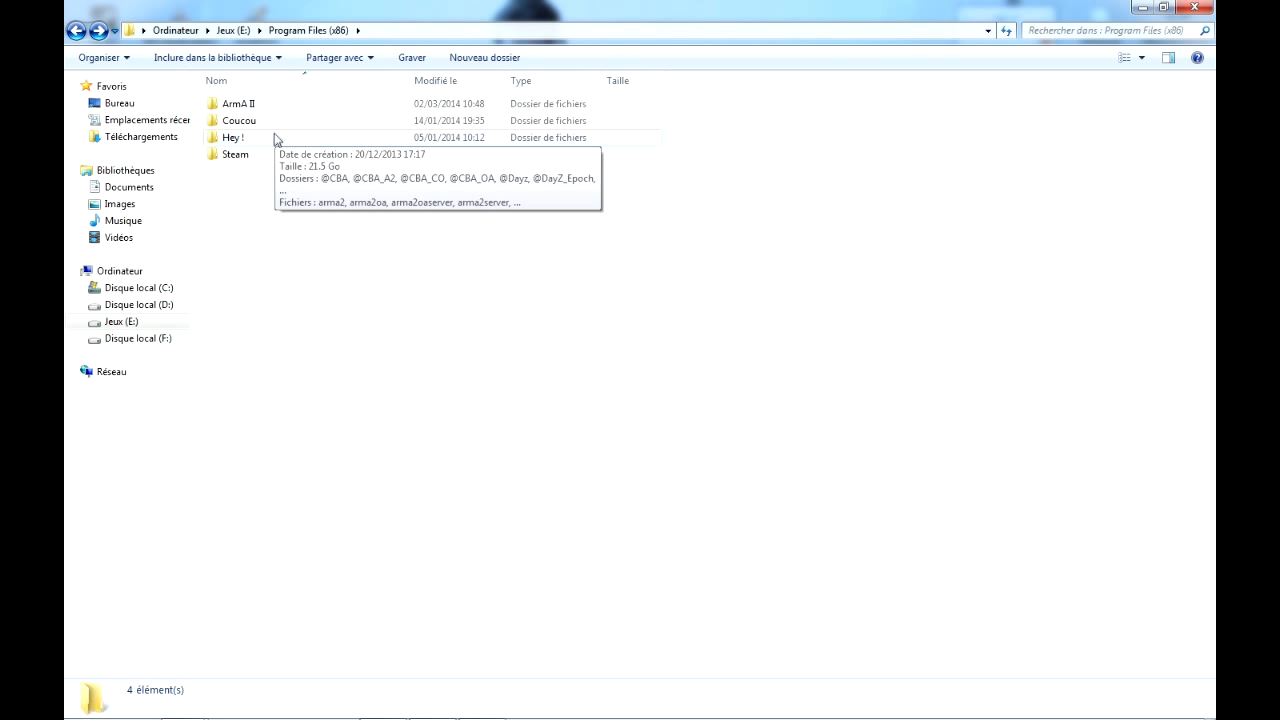 Ordinateur Jeux (E:) Program Files (x86)
Rechercher dans : Program Files (x86)
Organiser Inclure dans la bibliothèque Partager avec Graver Nouveau dossier
Nom Modifié le Type Taille
Favoris
Bureau
Emplacements récer
Téléchargements
Bibliothèques
Documents
Images
Musique
Vidéos
Ordinateur
Disque local (C:)
Disque local (D:)
Jeux (E:)
Disque local (F:)
Réseau
ArmA II 02/03/2014 10:48 Dossier de fichiers
Coucou 14/01/2014 19:35 Dossier de fichiers
Hey ! 05/01/2014 10:12 Dossier de fichiers
Steam
Date de création : 20/12/2013 17:17
Taille : 21,5 Go
Dossiers : @CBA, @CBA_A2, @CBA_CO, @CBA_OA, @Dayz, @DayZ_Epoch,
...
Fichiers : arma2, arma2oa, arma2oaserver, arma2server, ...
4 élément(s)